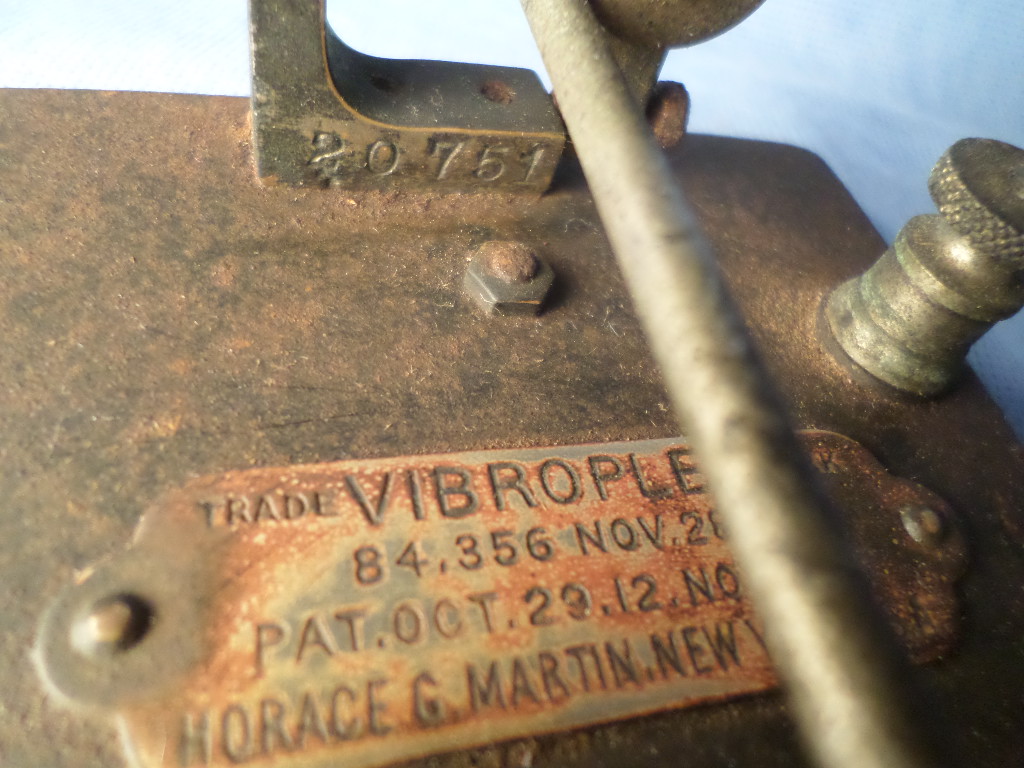 20751
TRADE VIBROPLE
84,356 NOV. 2
PAT. OCT. 29.12. NO
HORACE G. MARTIN. NEW